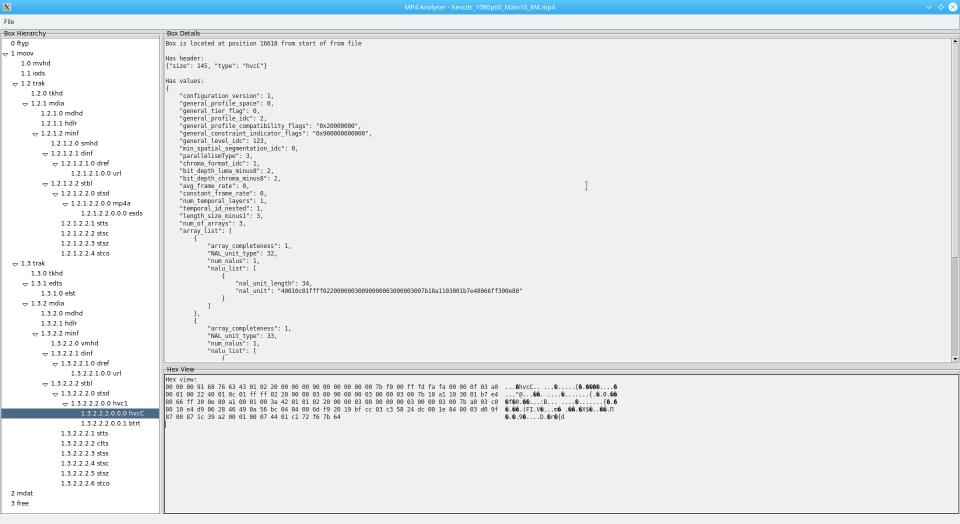 MP4 Analyser - hevcds_1080p60_Main10_8M.mp4
File
Box Hierarchy
0 ftyp
1 moov
1.0 mvhd
1.1 iods
1.2 trak
1.2.0 tkhd
1.2.1 mdia
1.2.1.0 mdhd
1.2.1.1 hdlr
1.2.1.2 minf
1.2.1.2.0 smhd
1.2.1.2.1 dinf
1.2.1.2.1.0 dref
1.2.1.2.1.0.0 url
1.2.1.2.2 stbl
1.2.1.2.2.0 stsd
1.2.1.2.2.0.0 mp4a
1.2.1.2.2.0.0.0 esds
1.2.1.2.2.1 stts
1.2.1.2.2.2 stsc
1.2.1.2.2.3 stsz
1.2.1.2.2.4 stco
1.3 trak
1.3.0 tkhd
1.3.1 edts
1.3.1.0 elst
1.3.2 mdia
1.3.2.0 mdhd
1.3.2.1 hdlr
1.3.2.2 minf
1.3.2.2.0 vmhd
1.3.2.2.1 dinf
1.3.2.2.1.0 dref
1.3.2.2.1.0.0 url
1.3.2.2.2 stbl
1.3.2.2.2.0 stsd
1.3.2.2.2.0.0 hvc1
1.3.2.2.2.0.0.0 hvcC
1.3.2.2.2.0.0.1 btrt
1.3.2.2.2.1 stts
1.3.2.2.2.2 ctts
1.3.2.2.2.3 stss
1.3.2.2.2.4 stsc
1.3.2.2.2.5 stsz
1.3.2.2.2.6 stco
2 mdat
3 free
Box Details
Box is located at position 16618 from start of from file
Has header:
{"size": 145, "type": "hvcC"}
Has values:
{
"configuration_version": 1,
"general_profile_space": 0,
"general_tier_flag": 0,
"general_profile_idc": 2,
"general_profile_compatibility_flags": "0x20000000",
"general_constraint_indicator_flags": "0x900000000000",
"general_level_idc": 123,
"min_spatial_segmentation_idc": 0,
"parallelismType": 3,
"chroma_format_idc": 1,
"bit_depth_luma_minus8": 2,
"bit_depth_chroma_minus8": 2,
"avg_frame_rate": 0,
"constant_frame_rate": 0,
"num_temporal_layers": 1,
"temporal_id_nested": 1,
"length_size_minus1": 3,
"num_of_arrays": 3,
"array_list": [
{
"array_completeness": 1,
"NAL_unit_type": 32,
"num_nalus": 1,
"nalu_list": [
{
"nal_unit_length": 34,
"nal_unit": "40010c01ffff02200000030090000003000003007b18a1103001b7e48066ff300e80"
}
]
},
{
"array_completeness": 1,
"NAL_unit_type": 33,
"num_nalus": 1,
"nalu_list": [
{
Hex View
Hex view:
00 00 00 91 68 76 63 43 01 02 20 00 00 00 90 00 00 00 00 00 7b f0 00 ff fd fa fa 00 00 0f 03 a0
00 01 00 22 40 01 0c 01 ff ff 02 20 00 00 03 00 90 00 00 03 00 00 03 00 7b 18 a1 10 30 01 b7 e4
80 66 ff 30 0e 80 a1 00 01 00 3a 42 01 01 02 20 00 00 03 00 90 00 00 03 00 00 03 00 7b a0 03 c0
80 10 e4 d9 06 28 46 49 0a 56 bc 04 04 00 6d f9 20 19 bf cc 03 c3 58 24 dc 00 1e 84 80 03 d0 9f
87 00 87 1c 39 a2 00 01 00 07 44 01 c1 72 f6 7b 64